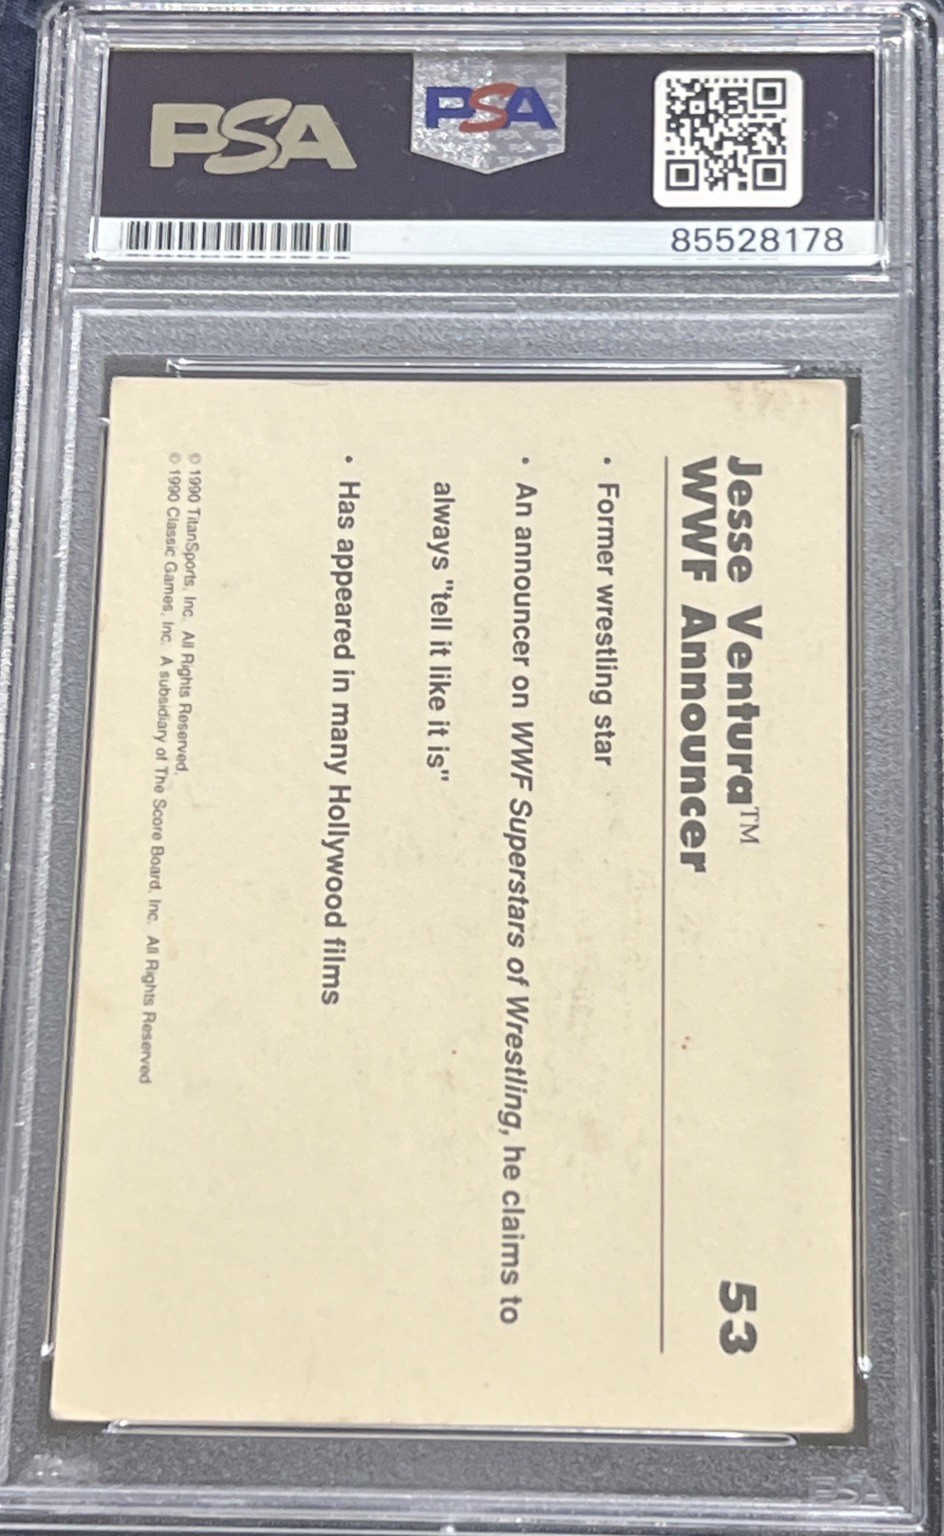 PSA
PSA
85528178
Jesse Ventura™
WWF Announcer
53
• Former wrestling star
• An announcer on WWF Superstars of Wrestling, he claims to
always "tell it like it is"
• Has appeared in many Hollywood films
© 1990 TitanSports, Inc. All Rights Reserved.
© 1990 Classic Games, Inc. A subsidiary of The Score Board, Inc. All Rights Reserved
PSA